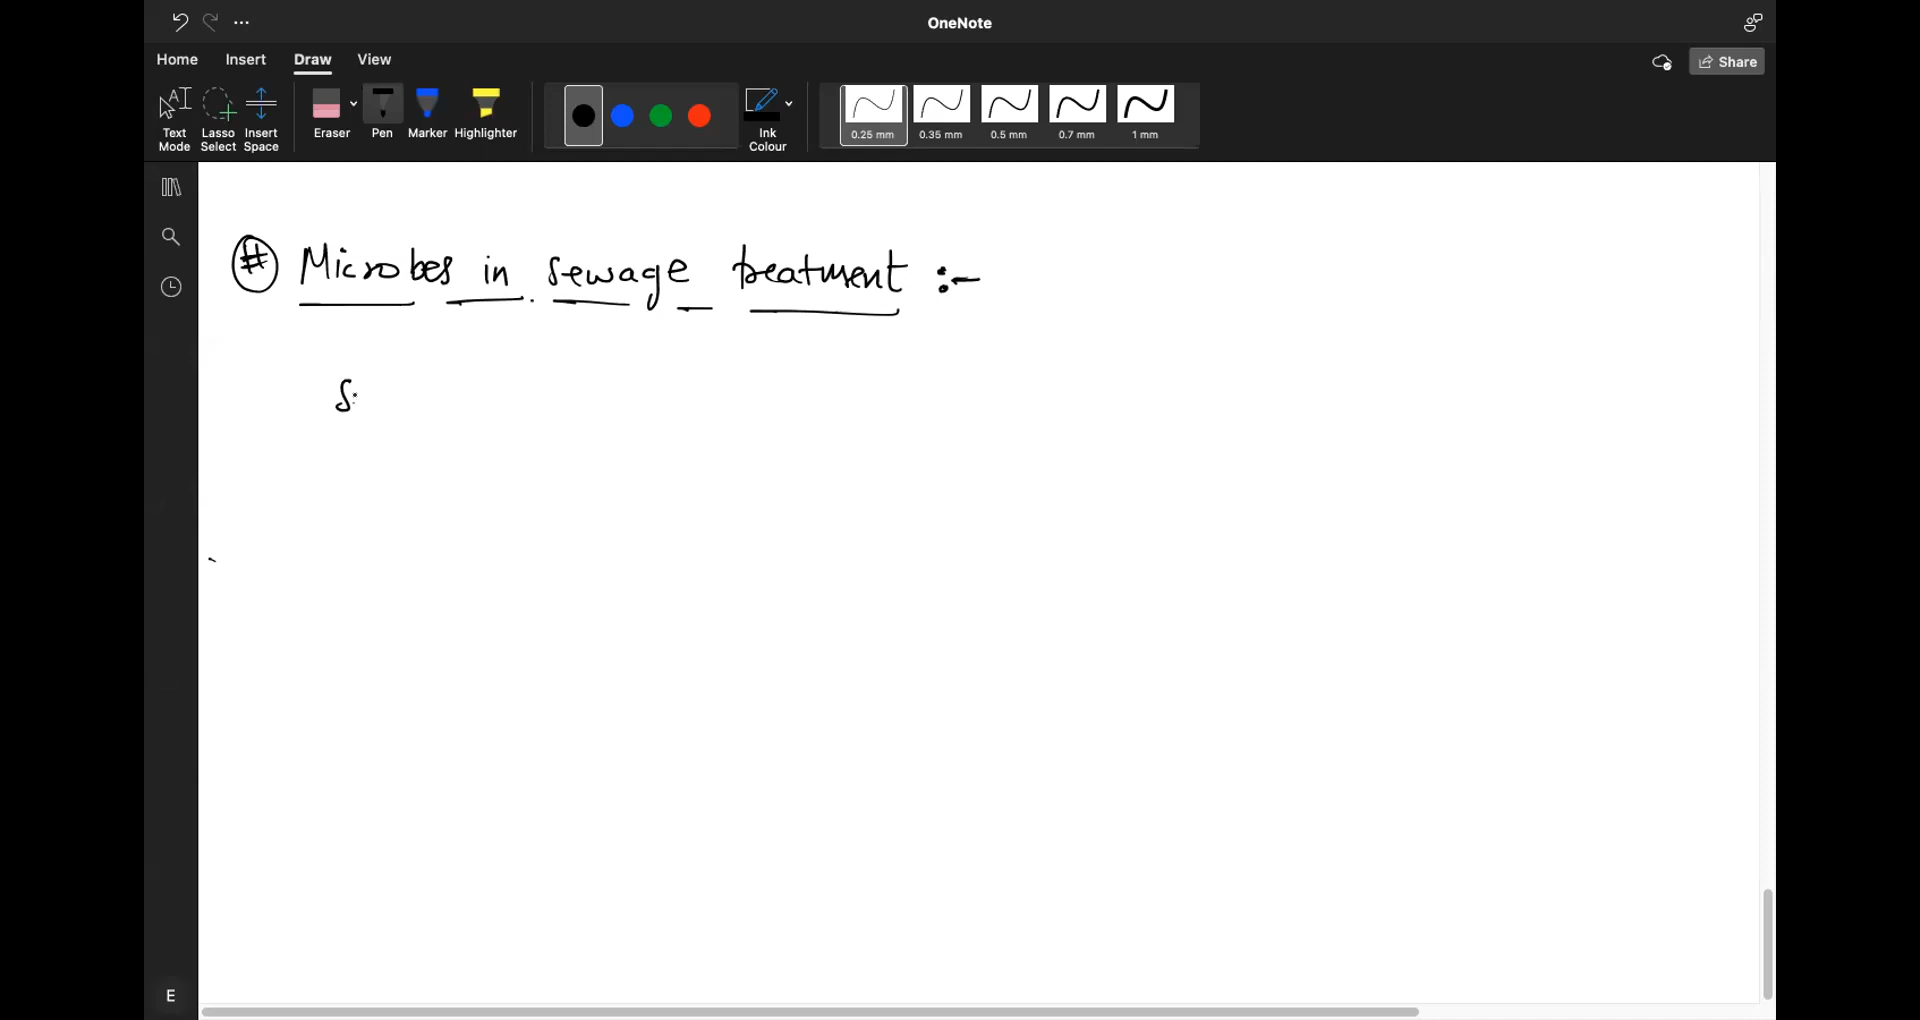 OneNote
Home Insert Draw View
Share
Text Mode
Lasso Select
Insert Space
Eraser
Pen
Marker
Highlighter
Ink Colour
0.25 mm
0.35 mm
0.5 mm
0.7 mm
1 mm
# Microbes in sewage treatment :-
S
E